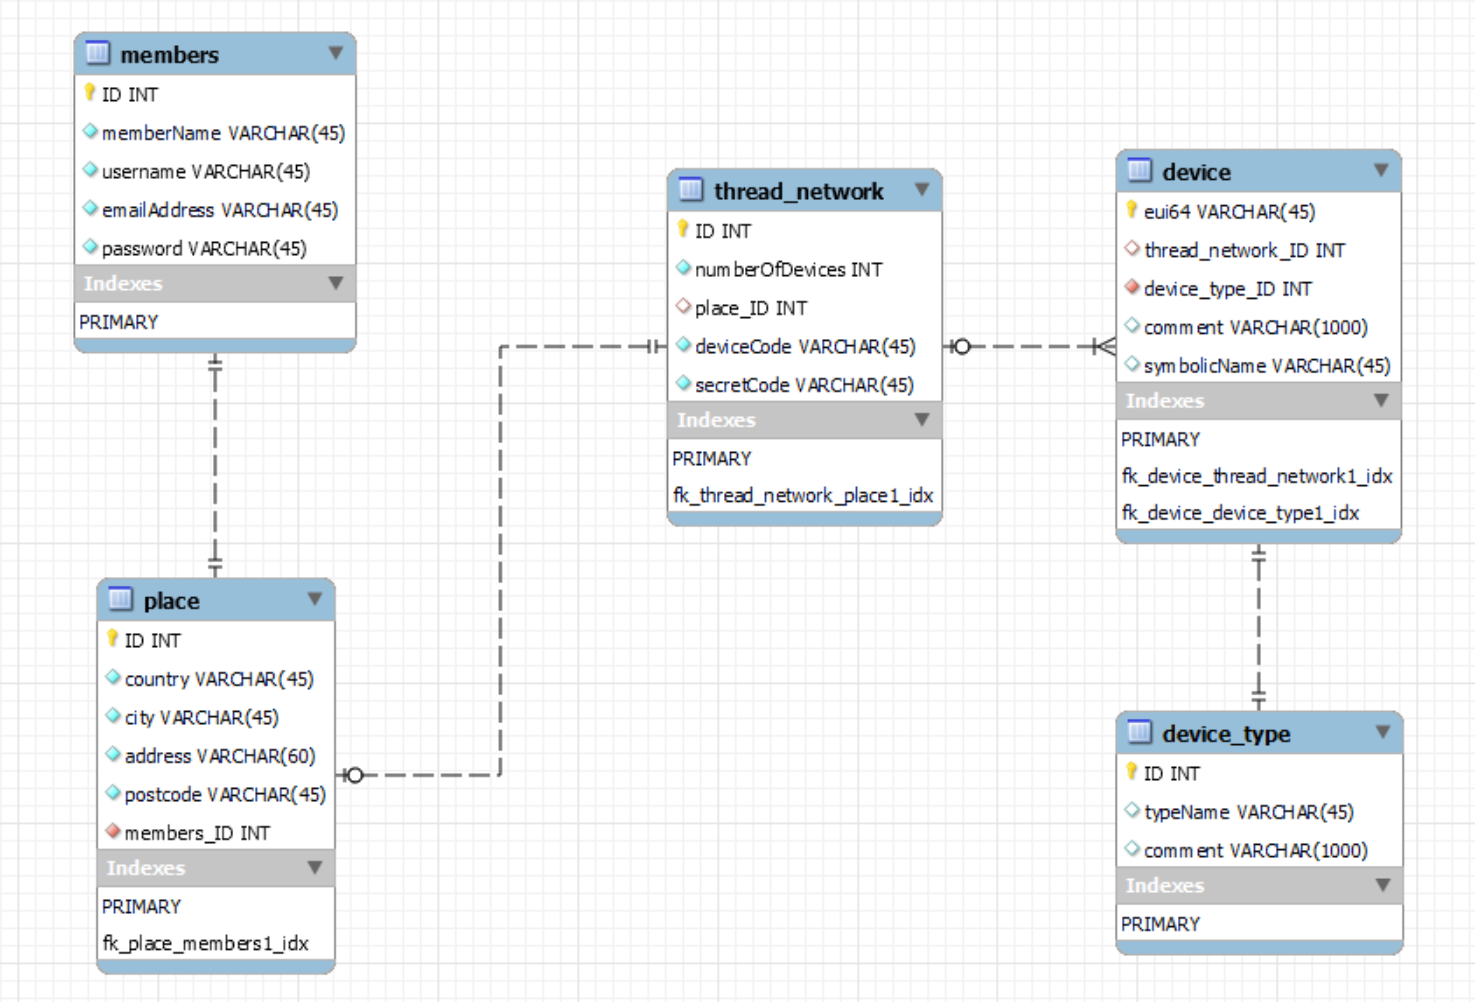 members
ID INT
memberName VARCHAR(45)
username VARCHAR(45)
emailAddress VARCHAR(45)
password VARCHAR(45)
Indexes
PRIMARY
place
ID INT
country VARCHAR(45)
city VARCHAR(45)
address VARCHAR(60)
postcode VARCHAR(45)
members_ID INT
Indexes
PRIMARY
fk_place_members1_idx
thread_network
ID INT
numberOfDevices INT
place_ID INT
deviceCode VARCHAR(45)
secretCode VARCHAR(45)
Indexes
PRIMARY
fk_thread_network_place1_idx
device
eui64 VARCHAR(45)
thread_network_ID INT
device_type_ID INT
comment VARCHAR(1000)
symbolicName VARCHAR(45)
Indexes
PRIMARY
fk_device_thread_network1_idx
fk_device_device_type1_idx
device_type
ID INT
typeName VARCHAR(45)
comment VARCHAR(1000)
Indexes
PRIMARY